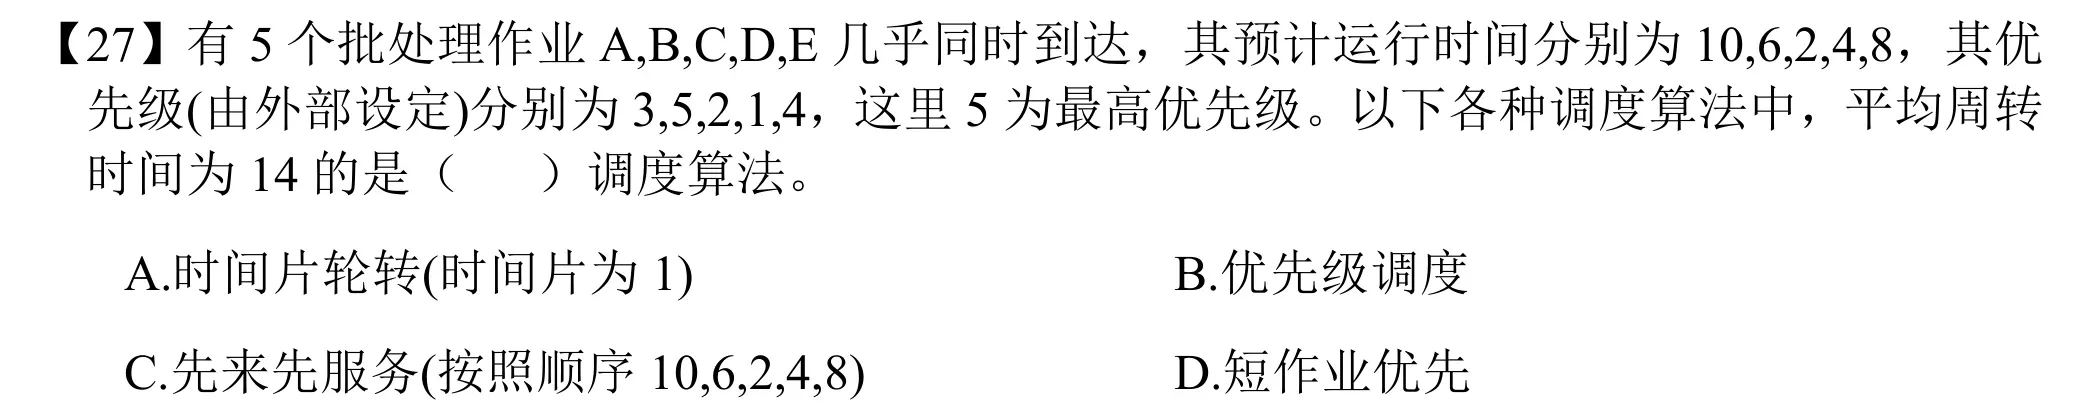 【27】有 5 个批处理作业 A,B,C,D,E 几乎同时到达，其预计运行时间分别为 10,6,2,4,8，其优
先级(由外部设定)分别为 3,5,2,1,4，这里 5 为最高优先级。以下各种调度算法中，平均周转
时间为 14 的是（　　）调度算法。
A.时间片轮转(时间片为 1)
B.优先级调度
C.先来先服务(按照顺序 10,6,2,4,8)
D.短作业优先